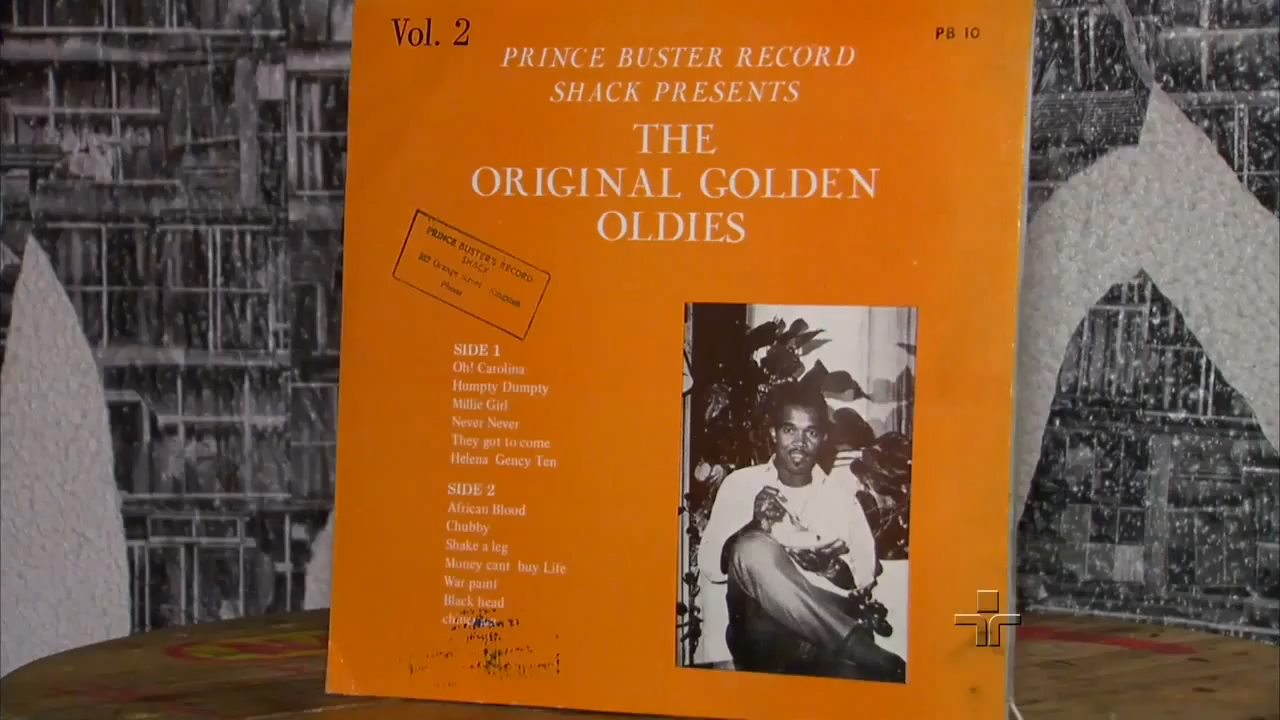 Vol. 2
PB 10
PRINCE BUSTER RECORD
SHACK PRESENTS
THE
ORIGINAL GOLDEN
OLDIES
PRINCE BUSTER'S RECORD
SHACK
Orange
Phone
SIDE 1
Oh! Carolina
Humpty Dumpty
Millie Girl
Never Never
They got to come
Helena Gency Ten
SIDE 2
African Blood
Chubby
Shake a leg
Money cant buy Life
War paint
Black head